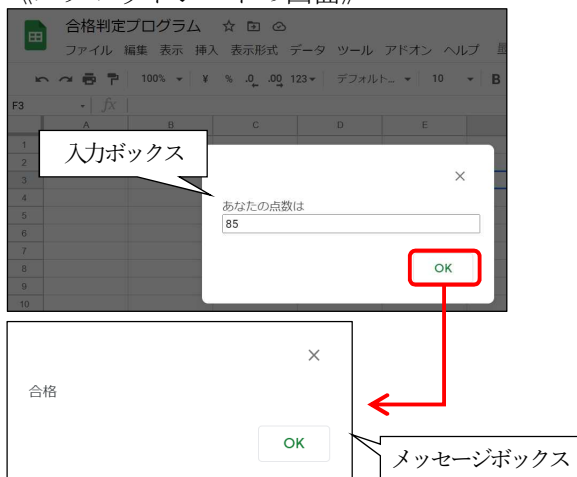 合格判定プログラム
ファイル 編集 表示 挿入 表示形式 データ ツール アドオン ヘルプ
100% ¥ % .0 .00 123 デフォルト... 10 B
F3 fx
A B C D E
1
2
3
4
5
6
7
8
9
10
入力ボックス
あなたの点数は
85
OK
合格
OK
メッセージボックス